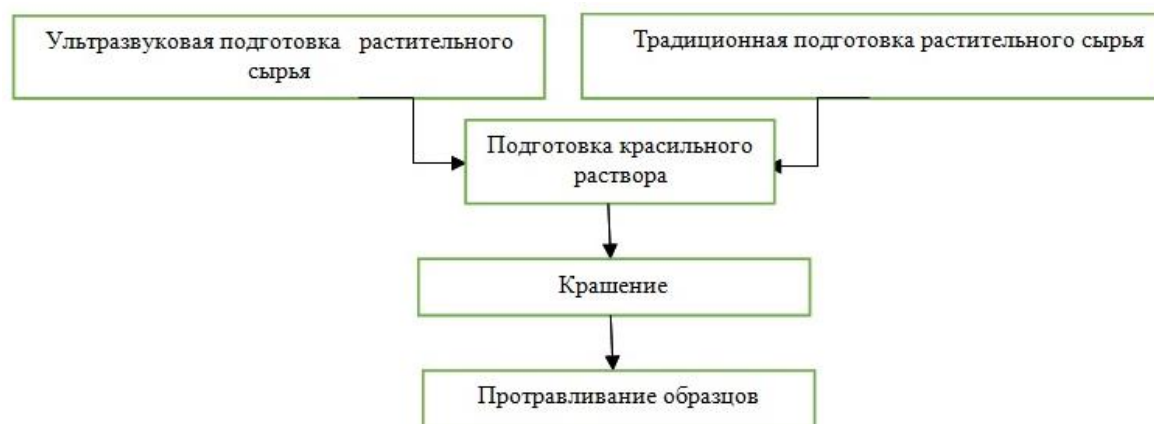 Ультразвуковая подготовка растительного
сырья
Традиционная подготовка растительного сырья
Подготовка красильного
раствора
Крашение
Протравливание образцов